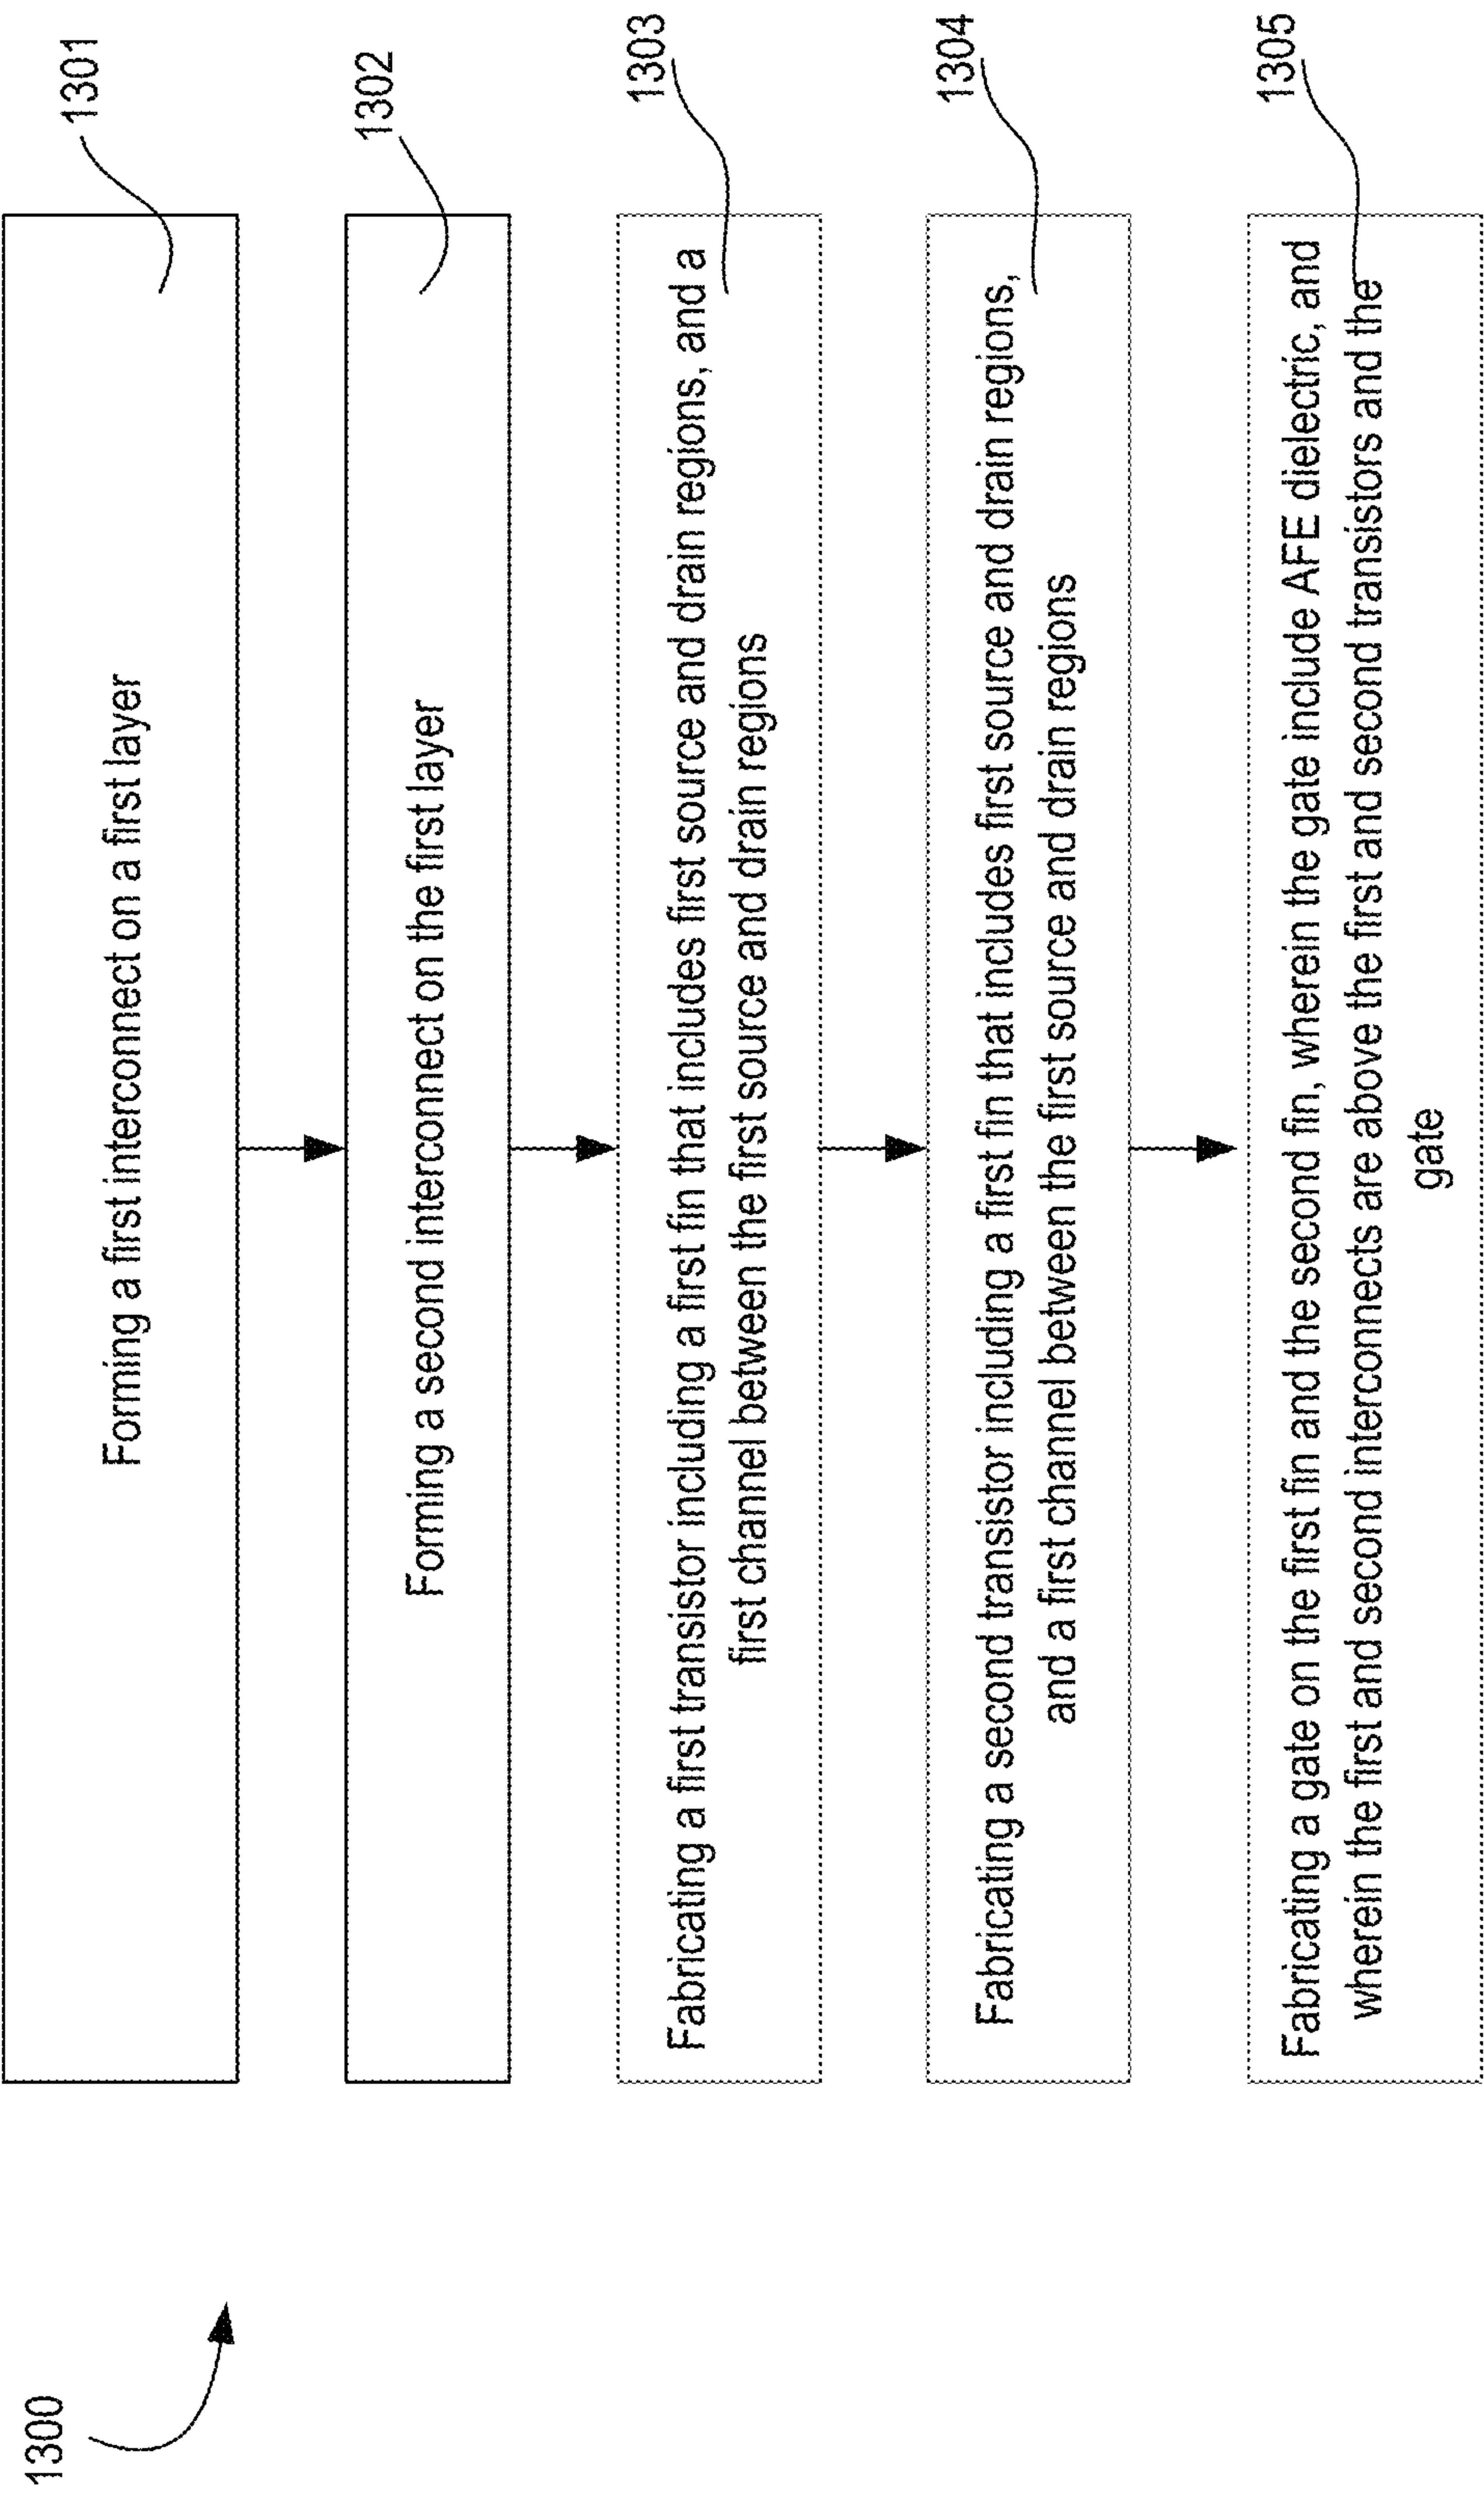 1300
1301
Forming a first interconnect on a first layer
1302
Forming a second interconnect on the first layer
1303
Fabricating a first transistor including a first fin that includes first source and drain regions, and a
first channel between the first source and drain regions
1304
Fabricating a second transistor including a first fin that includes first source and drain regions,
and a first channel between the first source and drain regions
1305
Fabricating a gate on the first fin and the second fin, wherein the gate include AFE dielectric, and
wherein the first and second interconnects are above the first and second transistors and the
gate